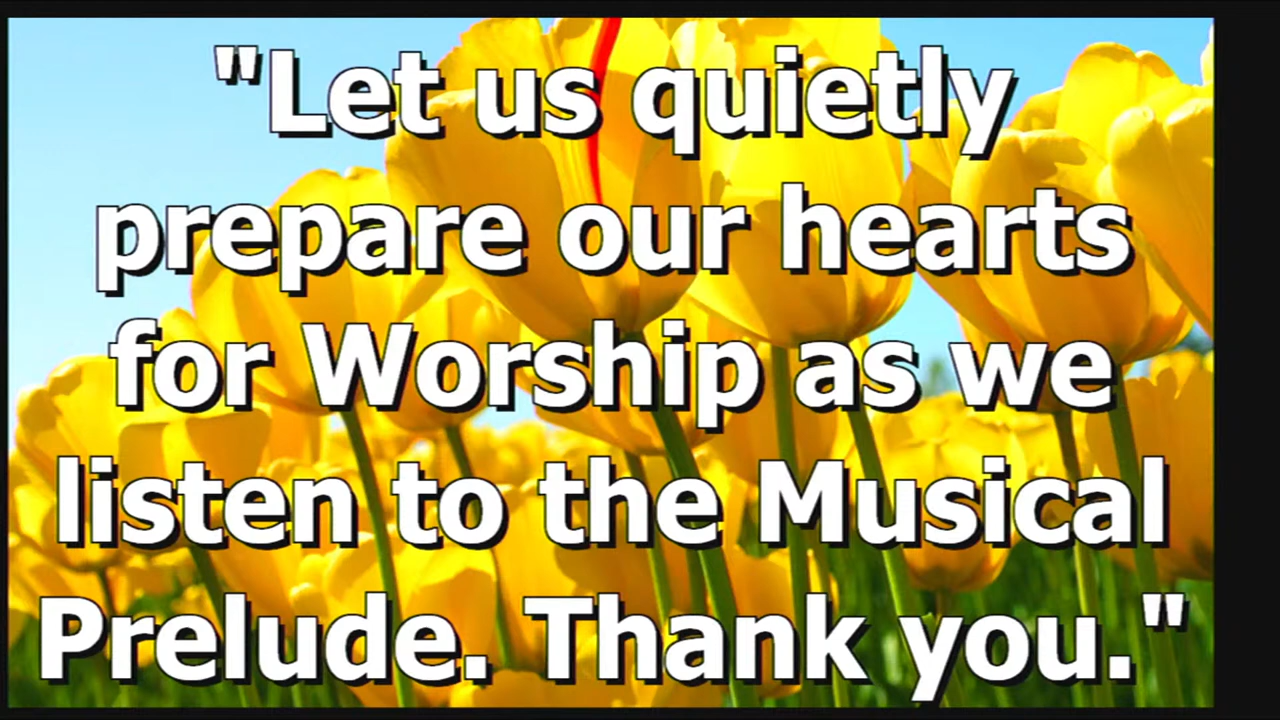 "Let us quietly
prepare our hearts
for Worship as we
listen to the Musical
Prelude. Thank you."